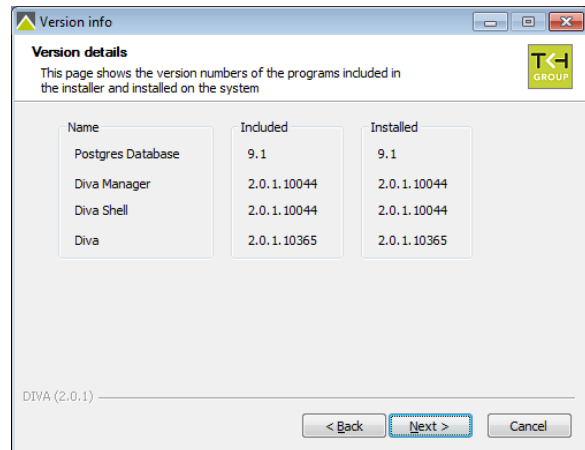 Version info
Version details
This page shows the version numbers of the programs included in
the installer and installed on the system
TKH
GROUP
Name Included Installed
Postgres Database 9.1 9.1
Diva Manager 2.0.1.10044 2.0.1.10044
Diva Shell 2.0.1.10044 2.0.1.10044
Diva 2.0.1.10365 2.0.1.10365
DIVA (2.0.1)
< Back Next > Cancel